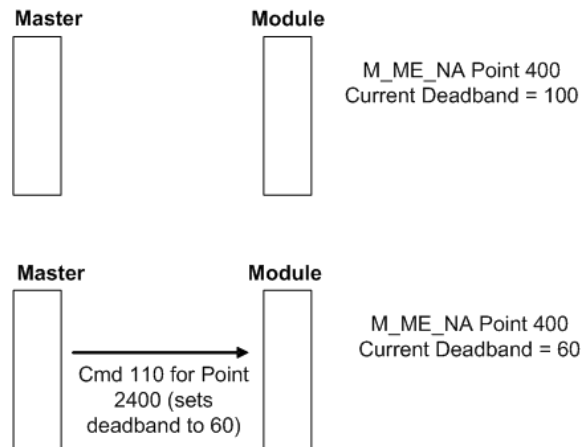 Master
Module
M_ME_NA Point 400
Current Deadband = 100
Master
Module
M_ME_NA Point 400
Current Deadband = 60
Cmd 110 for Point
2400 (sets
deadband to 60)